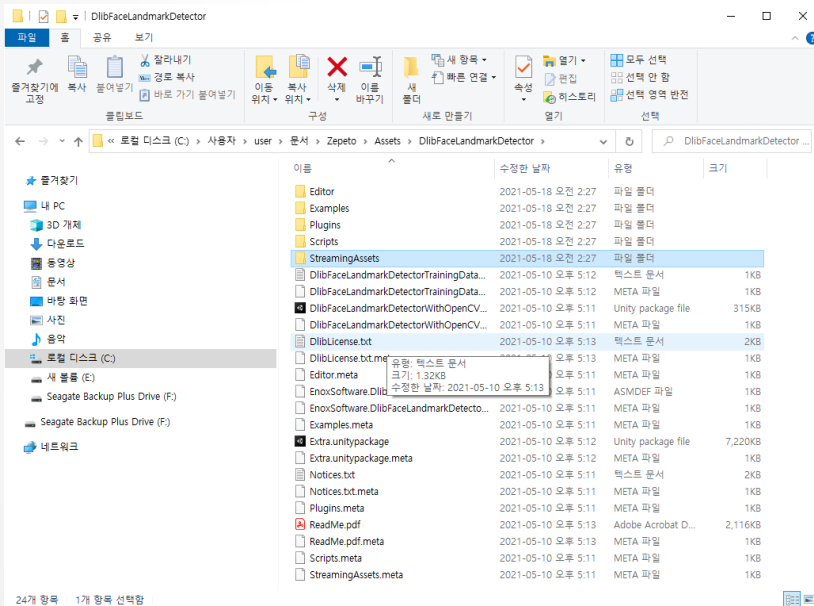 DlibFaceLandmarkDetector
파일 홈 공유 보기
즐겨찾기에 고정
복사
붙여넣기
잘라내기
경로 복사
바로 가기 붙여넣기
클립보드
이동 위치
복사 위치
삭제
이름 바꾸기
구성
새 폴더
새 항목
빠른 연결
새로 만들기
속성
열기
편집
히스토리
열기
모두 선택
선택 안 함
선택 영역 반전
선택
« 로컬 디스크 (C:) › 사용자 › user › 문서 › Zepeto › Assets › DlibFaceLandmarkDetector ›
DlibFaceLandmarkDetector ...
즐겨찾기
내 PC
3D 개체
다운로드
동영상
문서
바탕 화면
사진
음악
로컬 디스크 (C:)
새 볼륨 (E:)
Seagate Backup Plus Drive (F:)
Seagate Backup Plus Drive (F:)
네트워크
이름 수정한 날짜 유형 크기
Editor 2021-05-18 오전 2:27 파일 폴더
Examples 2021-05-18 오전 2:27 파일 폴더
Plugins 2021-05-18 오전 2:27 파일 폴더
Scripts 2021-05-18 오전 2:27 파일 폴더
StreamingAssets 2021-05-18 오전 2:27 파일 폴더
DlibFaceLandmarkDetectorTrainingData... 2021-05-10 오후 5:12 텍스트 문서 1KB
DlibFaceLandmarkDetectorTrainingData... 2021-05-10 오후 5:12 META 파일 1KB
DlibFaceLandmarkDetectorWithOpenCV... 2021-05-10 오후 5:11 Unity package file 315KB
DlibFaceLandmarkDetectorWithOpenCV... 2021-05-10 오후 5:11 META 파일 1KB
DlibLicense.txt 2021-05-10 오후 5:13 텍스트 문서 2KB
DlibLicense.txt.me 오후 5:13 META 파일 1KB
유형: 텍스트 문서
크기: 1.32KB
수정한 날짜: 2021-05-10 오후 5:13
Editor.meta 오후 5:11 META 파일 1KB
EnoxSoftware.Dlib 오후 5:11 ASMDEF 파일 1KB
EnoxSoftware.DlibFaceLandmarkDetecto... 2021-05-10 오후 5:11 META 파일 1KB
Examples.meta 2021-05-10 오후 5:11 META 파일 1KB
Extra.unitypackage 2021-05-10 오후 5:12 Unity package file 7,220KB
Extra.unitypackage.meta 2021-05-10 오후 5:12 META 파일 1KB
Notices.txt 2021-05-10 오후 5:11 텍스트 문서 2KB
Notices.txt.meta 2021-05-10 오후 5:11 META 파일 1KB
Plugins.meta 2021-05-10 오후 5:11 META 파일 1KB
ReadMe.pdf 2021-05-10 오후 5:13 Adobe Acrobat D... 2,116KB
ReadMe.pdf.meta 2021-05-10 오후 5:13 META 파일 1KB
Scripts.meta 2021-05-10 오후 5:11 META 파일 1KB
StreamingAssets.meta 2021-05-10 오후 5:11 META 파일 1KB
24개 항목 1개 항목 선택함